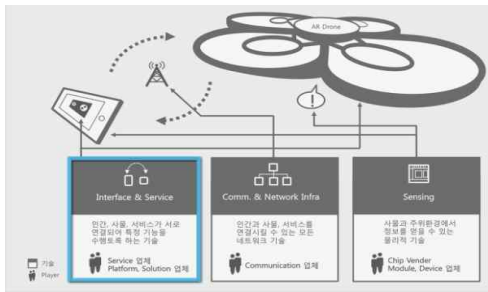 AR Drone
Interface & Service
인간, 사물, 서비스가 서로
연결되어 특정 기능을
수행토록 하는 기술
Service 업체
Platform, Solution 업체
Comm. & Network Infra
인간과 사물, 서비스를
연결시킬 수 있는 모든
네트워크 기술
Communication 업체
Sensing
사물과 주위환경에서
정보를 얻을 수 있는
물리적 기술
Chip Vender
Module, Device 업체
기술
Player